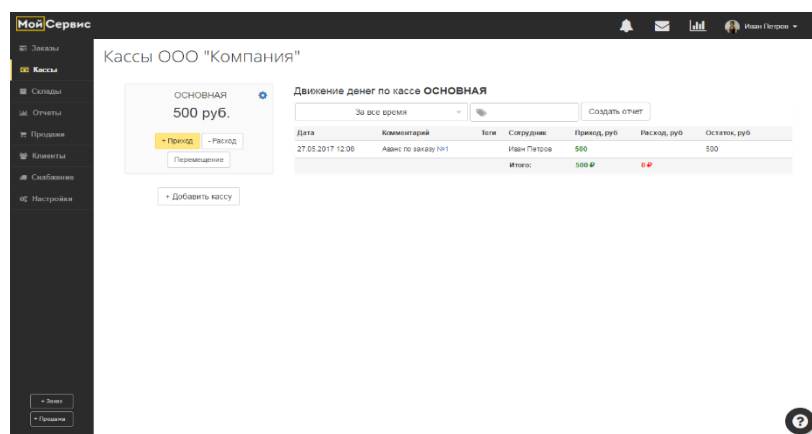 МойСервис
Иван Петров
Заказы
Кассы
Склады
Отчеты
Продажи
Клиенты
Снабжение
Настройки
+ Заказ
+ Продажа
Кассы ООО "Компания"
ОСНОВНАЯ
500 руб.
+ Приход - Расход
Перемещение
+ Добавить кассу
Движение денег по кассе ОСНОВНАЯ
За все время Создать отчет
Дата Комментарий Теги Сотрудник Приход, руб Расход, руб Остаток, руб
27.05.2017 12:08 Аванс по заказу №1 Иван Петров 500 500
Итого: 500 ₽ 0 ₽
?